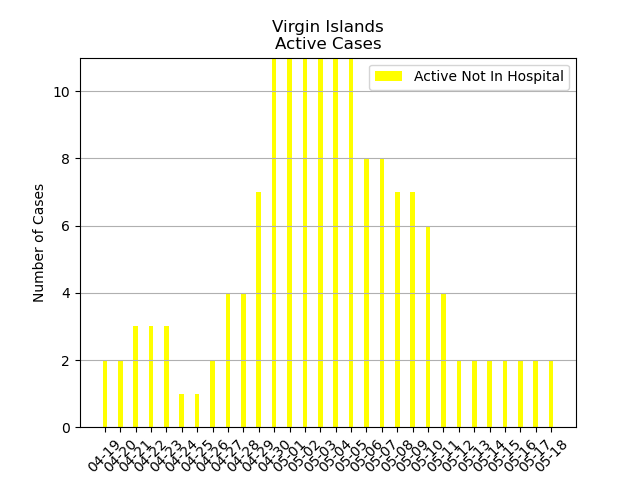 Virgin Islands
Active Cases
Active Not In Hospital
Number of Cases
10
8
6
4
2
0
04-19 04-20 04-21 04-22 04-23 04-24 04-25 04-26 04-27 04-28 04-29 04-30 05-01 05-02 05-03 05-04 05-05 05-06 05-07 05-08 05-09 05-10 05-11 05-12 05-13 05-14 05-15 05-16 05-17 05-18